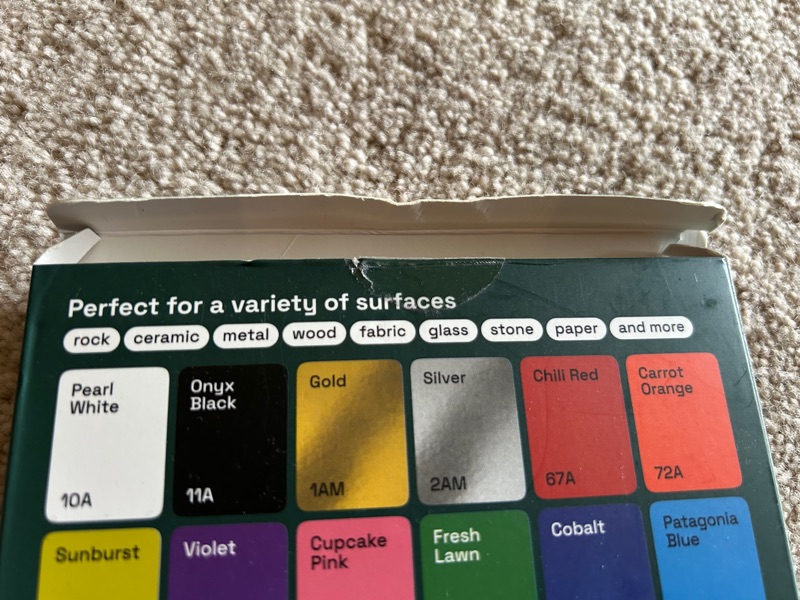 Perfect for a variety of surfaces
rock ceramic metal wood fabric glass stone paper and more
Pearl White
10A
Onyx Black
11A
Gold
1AM
Silver
2AM
Chili Red
67A
Carrot Orange
72A
Sunburst
Violet
Cupcake Pink
Fresh Lawn
Cobalt
Patagonia Blue